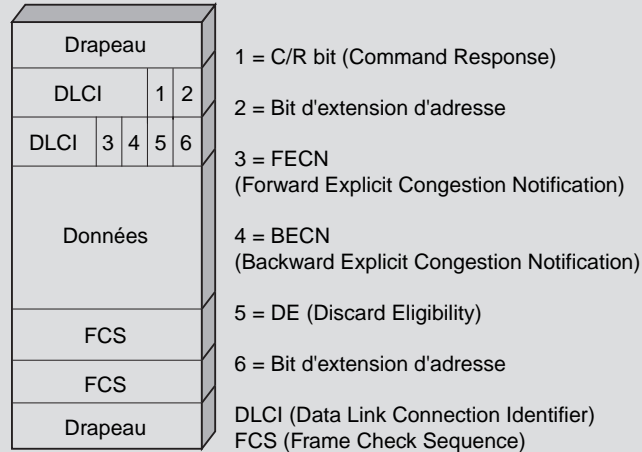 Drapeau
DLCI 1 2
DLCI 3 4 5 6
Données
FCS
FCS
Drapeau
1 = C/R bit (Command Response)
2 = Bit d'extension d'adresse
3 = FECN
(Forward Explicit Congestion Notification)
4 = BECN
(Backward Explicit Congestion Notification)
5 = DE (Discard Eligibility)
6 = Bit d'extension d'adresse
DLCI (Data Link Connection Identifier)
FCS (Frame Check Sequence)